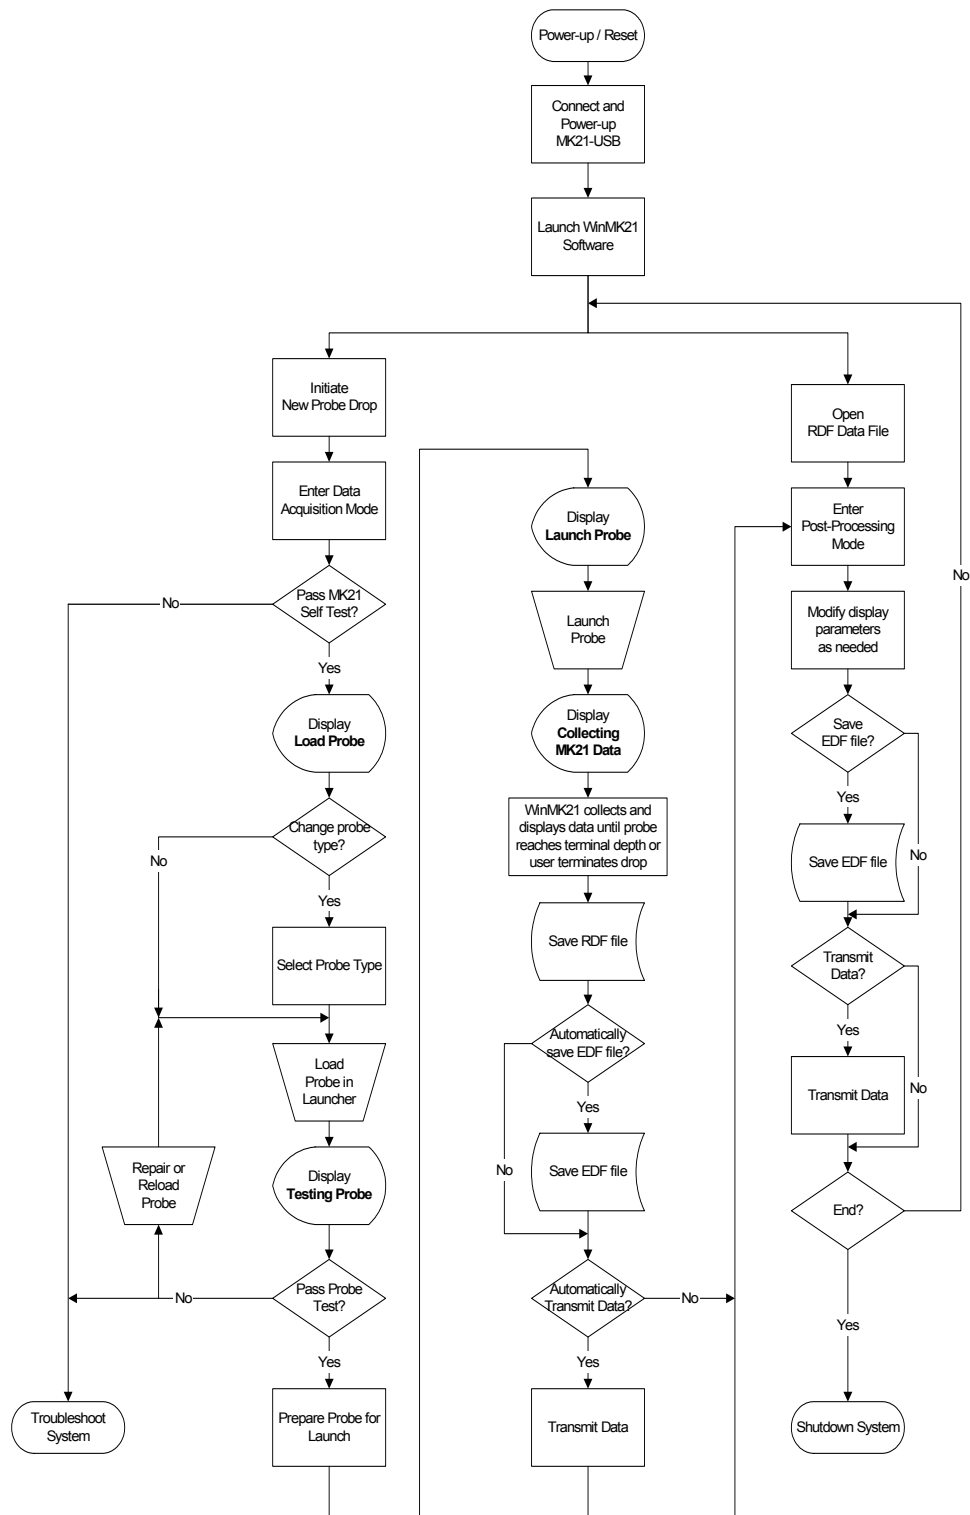 Power-up / Reset
Connect and
Power-up
MK21-USB
Launch WinMK21
Software
Initiate
New Probe Drop
Enter Data
Acquisition Mode
Pass MK21
Self Test?
No
Yes
Display
Load Probe
Change probe
type?
No
Yes
Select Probe Type
Load
Probe in
Launcher
Repair or
Reload
Probe
Display
Testing Probe
Pass Probe
Test?
No
Yes
Troubleshoot
System
Prepare Probe for
Launch
Display
Launch Probe
Launch
Probe
Display
Collecting
MK21 Data
WinMK21 collects and
displays data until probe
reaches terminal depth or
user terminates drop
Save RDF file
Automatically
save EDF file?
Yes
No
Save EDF file
Automatically
Transmit Data?
No
Yes
Transmit Data
Open
RDF Data File
Enter
Post-Processing
Mode
No
Modify display
parameters
as needed
Save
EDF file?
Yes
No
Save EDF file
Transmit
Data?
Yes
No
Transmit Data
End?
Yes
Shutdown System